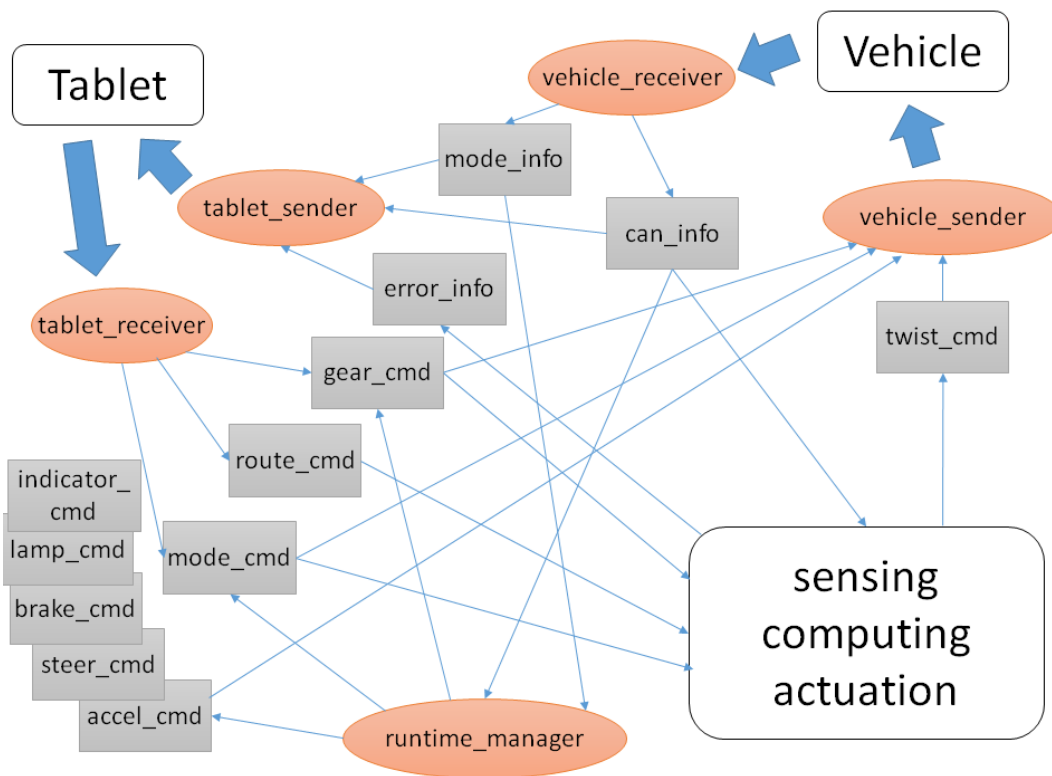 Tablet
Vehicle
vehicle_receiver
mode_info
tablet_sender
can_info
vehicle_sender
error_info
tablet_receiver
twist_cmd
gear_cmd
route_cmd
indicator_
cmd
lamp_cmd
mode_cmd
brake_cmd
steer_cmd
accel_cmd
runtime_manager
sensing
computing
actuation